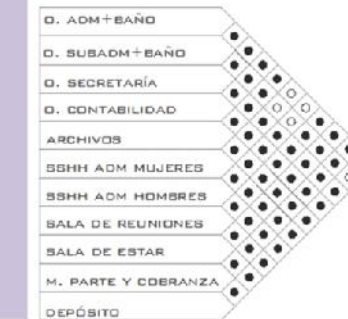 O. ADM+BAÑO
O. SUBADM+BAÑO
O. SECRETARÍA
O. CONTABILIDAD
ARCHIVOS
SSHH ADM MUJERES
SSHH ADM HOMBRES
SALA DE REUNIONES
SALA DE ESTAR
M. PARTE Y COBRANZA
DEPÓSITO